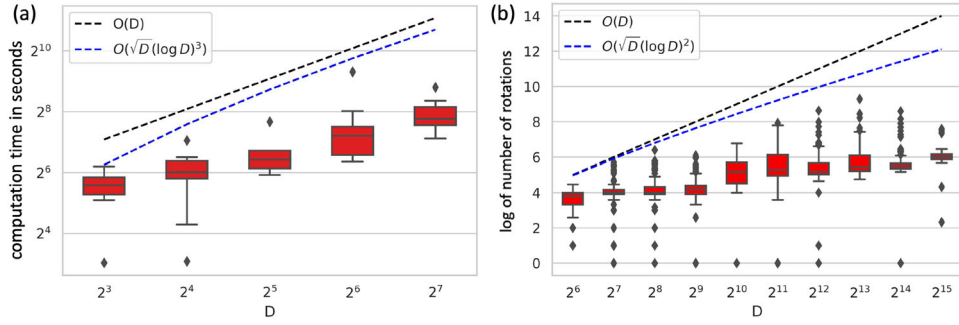 (a)
O(D)
O(√D(log D)³)
computation time in seconds
2¹⁰
2⁸
2⁶
2⁴
2³ 2⁴ 2⁵ 2⁶ 2⁷
D
(b)
O(D)
O(√D(log D)²)
log of number of rotations
14
12
10
8
6
4
2
0
2⁶ 2⁷ 2⁸ 2⁹ 2¹⁰ 2¹¹ 2¹² 2¹³ 2¹⁴ 2¹⁵
D